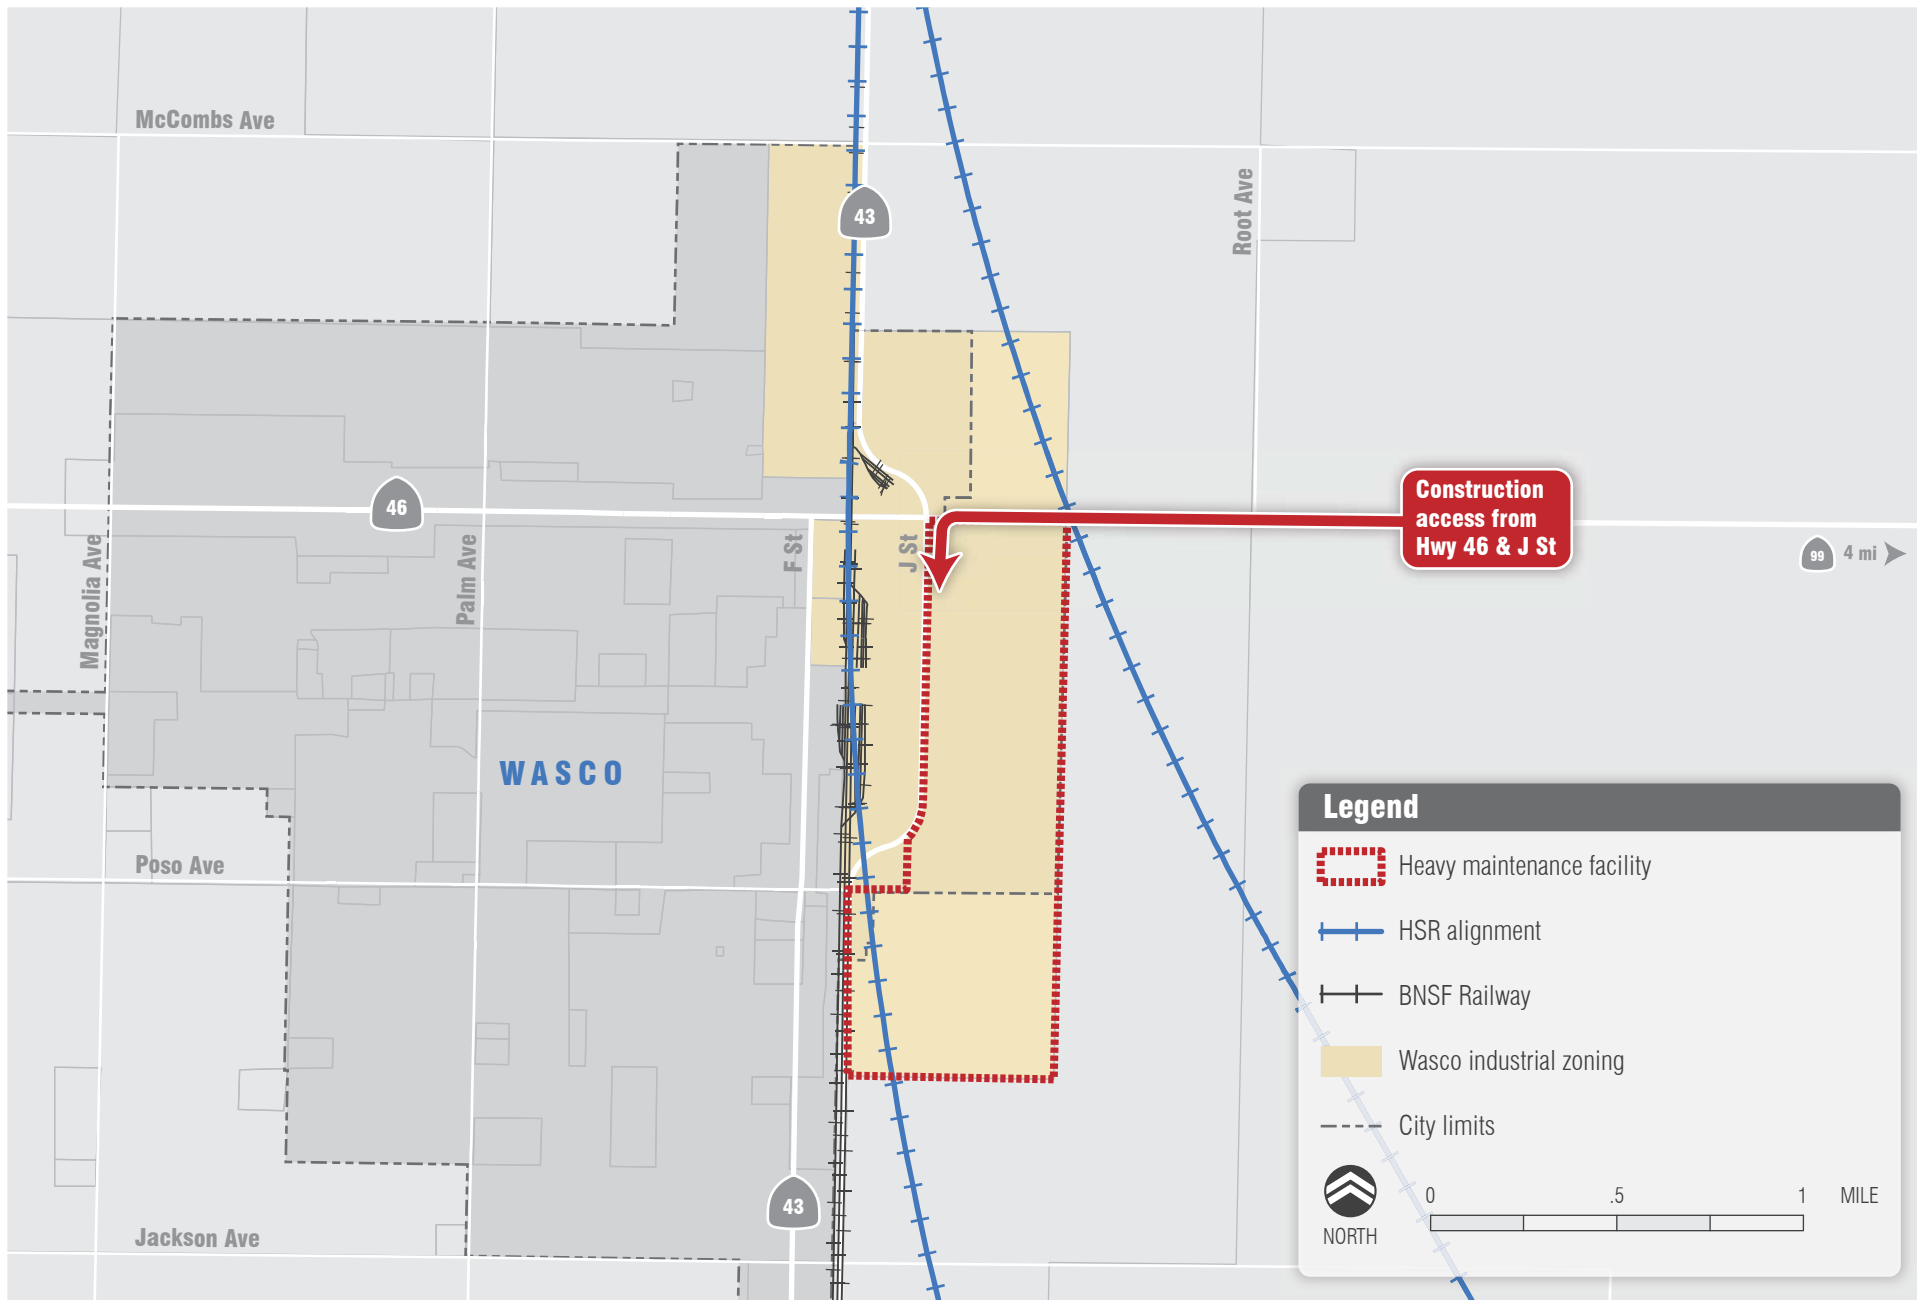 McCombs Ave
43
Root Ave
46
Construction
access from
Hwy 46 & J St
99
4 mi
Magnolia Ave
Palm Ave
F St
J St
WASCO
Poso Ave
43
Jackson Ave
Legend
Heavy maintenance facility
HSR alignment
BNSF Railway
Wasco industrial zoning
City limits
NORTH
0 .5 1 MILE